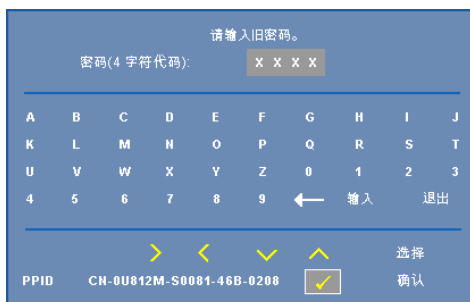 请输入旧密码。
密码(4 字符代码): X X X X
A B C D E F G H I J
K L M N O P Q R S T
U V W X Y Z 0 1 2 3
4 5 6 7 8 9 输入 退出
选择
PPID CN-0U812M-S0081-46B-0208 确认